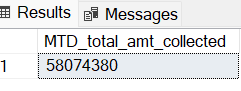 Results Messages
MTD_total_amt_collected
1 58074380